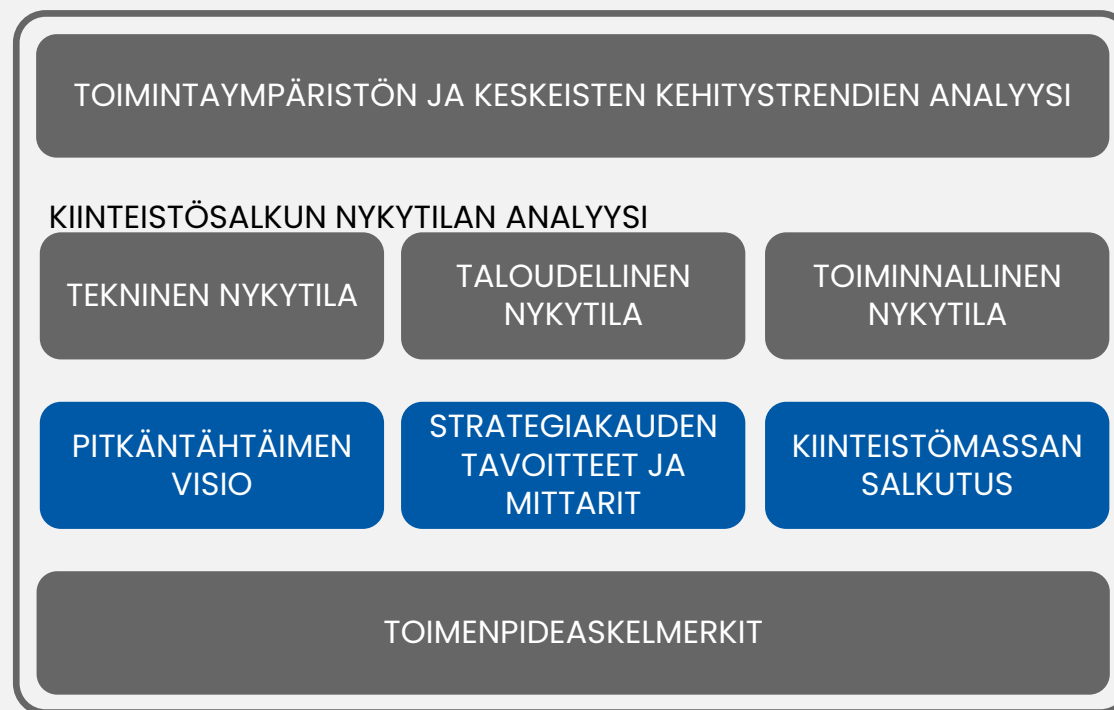 TOIMINTAYMPÄRISTÖN JA KESKEISTEN KEHITYSTRENDIEN ANALYYSI
KIINTEISTÖSALKUN NYKYTILAN ANALYYSI
TEKNINEN NYKYTILA
TALOUDELLINEN
NYKYTILA
TOIMINNALLINEN
NYKYTILA
PITKÄNTÄHTÄIMEN
VISIO
STRATEGIAKAUDEN
TAVOITTEET JA
MITTARIT
KIINTEISTÖMASSAN
SALKUTUS
TOIMENPIDEASKELMERKIT